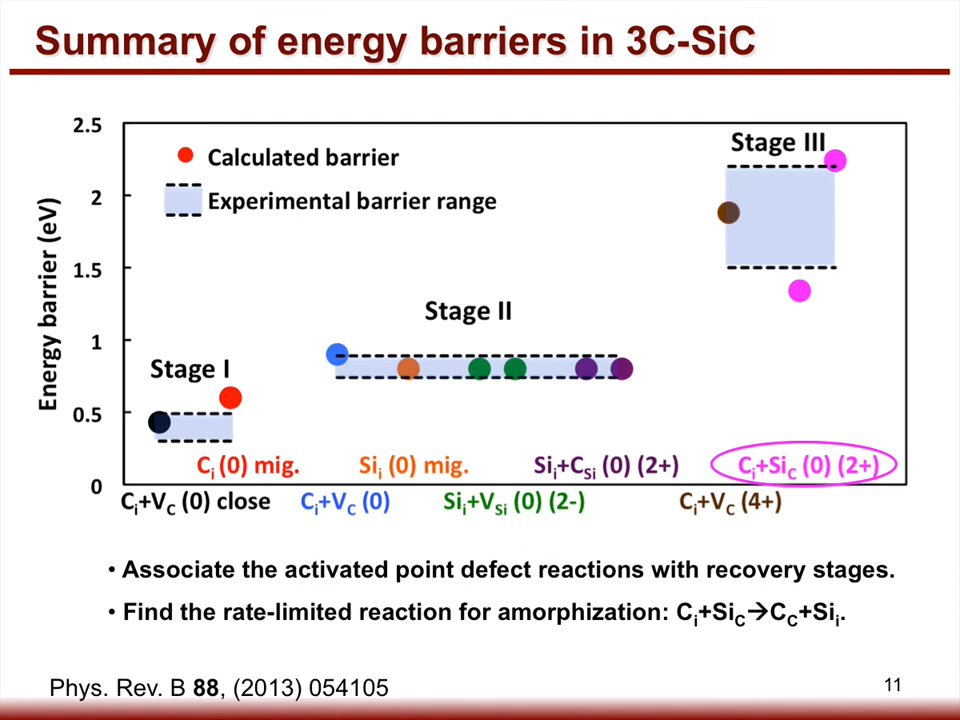 Summary of energy barriers in 3C-SiC
2.5
2
1.5
1
0.5
0
Energy barrier (eV)
Calculated barrier
Experimental barrier range
Stage I
Stage II
Stage III
Cᵢ (0) mig.
Siᵢ (0) mig.
Siᵢ+C_Si (0) (2+)
Cᵢ+Si_C (0) (2+)
Cᵢ+V_C (0) close
Cᵢ+V_C (0)
Siᵢ+V_Si (0) (2-)
Cᵢ+V_C (4+)
• Associate the activated point defect reactions with recovery stages.
• Find the rate-limited reaction for amorphization: Cᵢ+Si_C→C_C+Siᵢ.
Phys. Rev. B 88, (2013) 054105
11